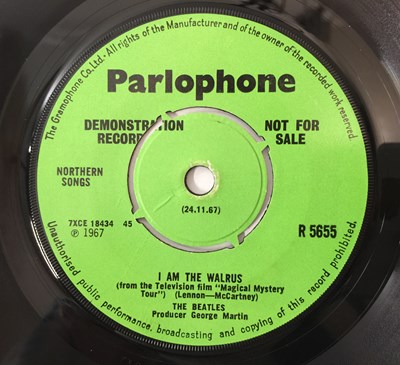 The Gramophone Co. Ltd · All rights of the Manufacturer and of the owner of the recorded work reserved.
Parlophone
DEMONSTRATION NOT FOR
RECORD SALE
NORTHERN
SONGS
(24.11.67)
7XCE 18434 45
℗ 1967
R 5655
I AM THE WALRUS
(from the Television film "Magical Mystery
Tour") (Lennon—McCartney)
THE BEATLES
Producer George Martin
Unauthorised public performance, broadcasting and copying of this record prohibited.